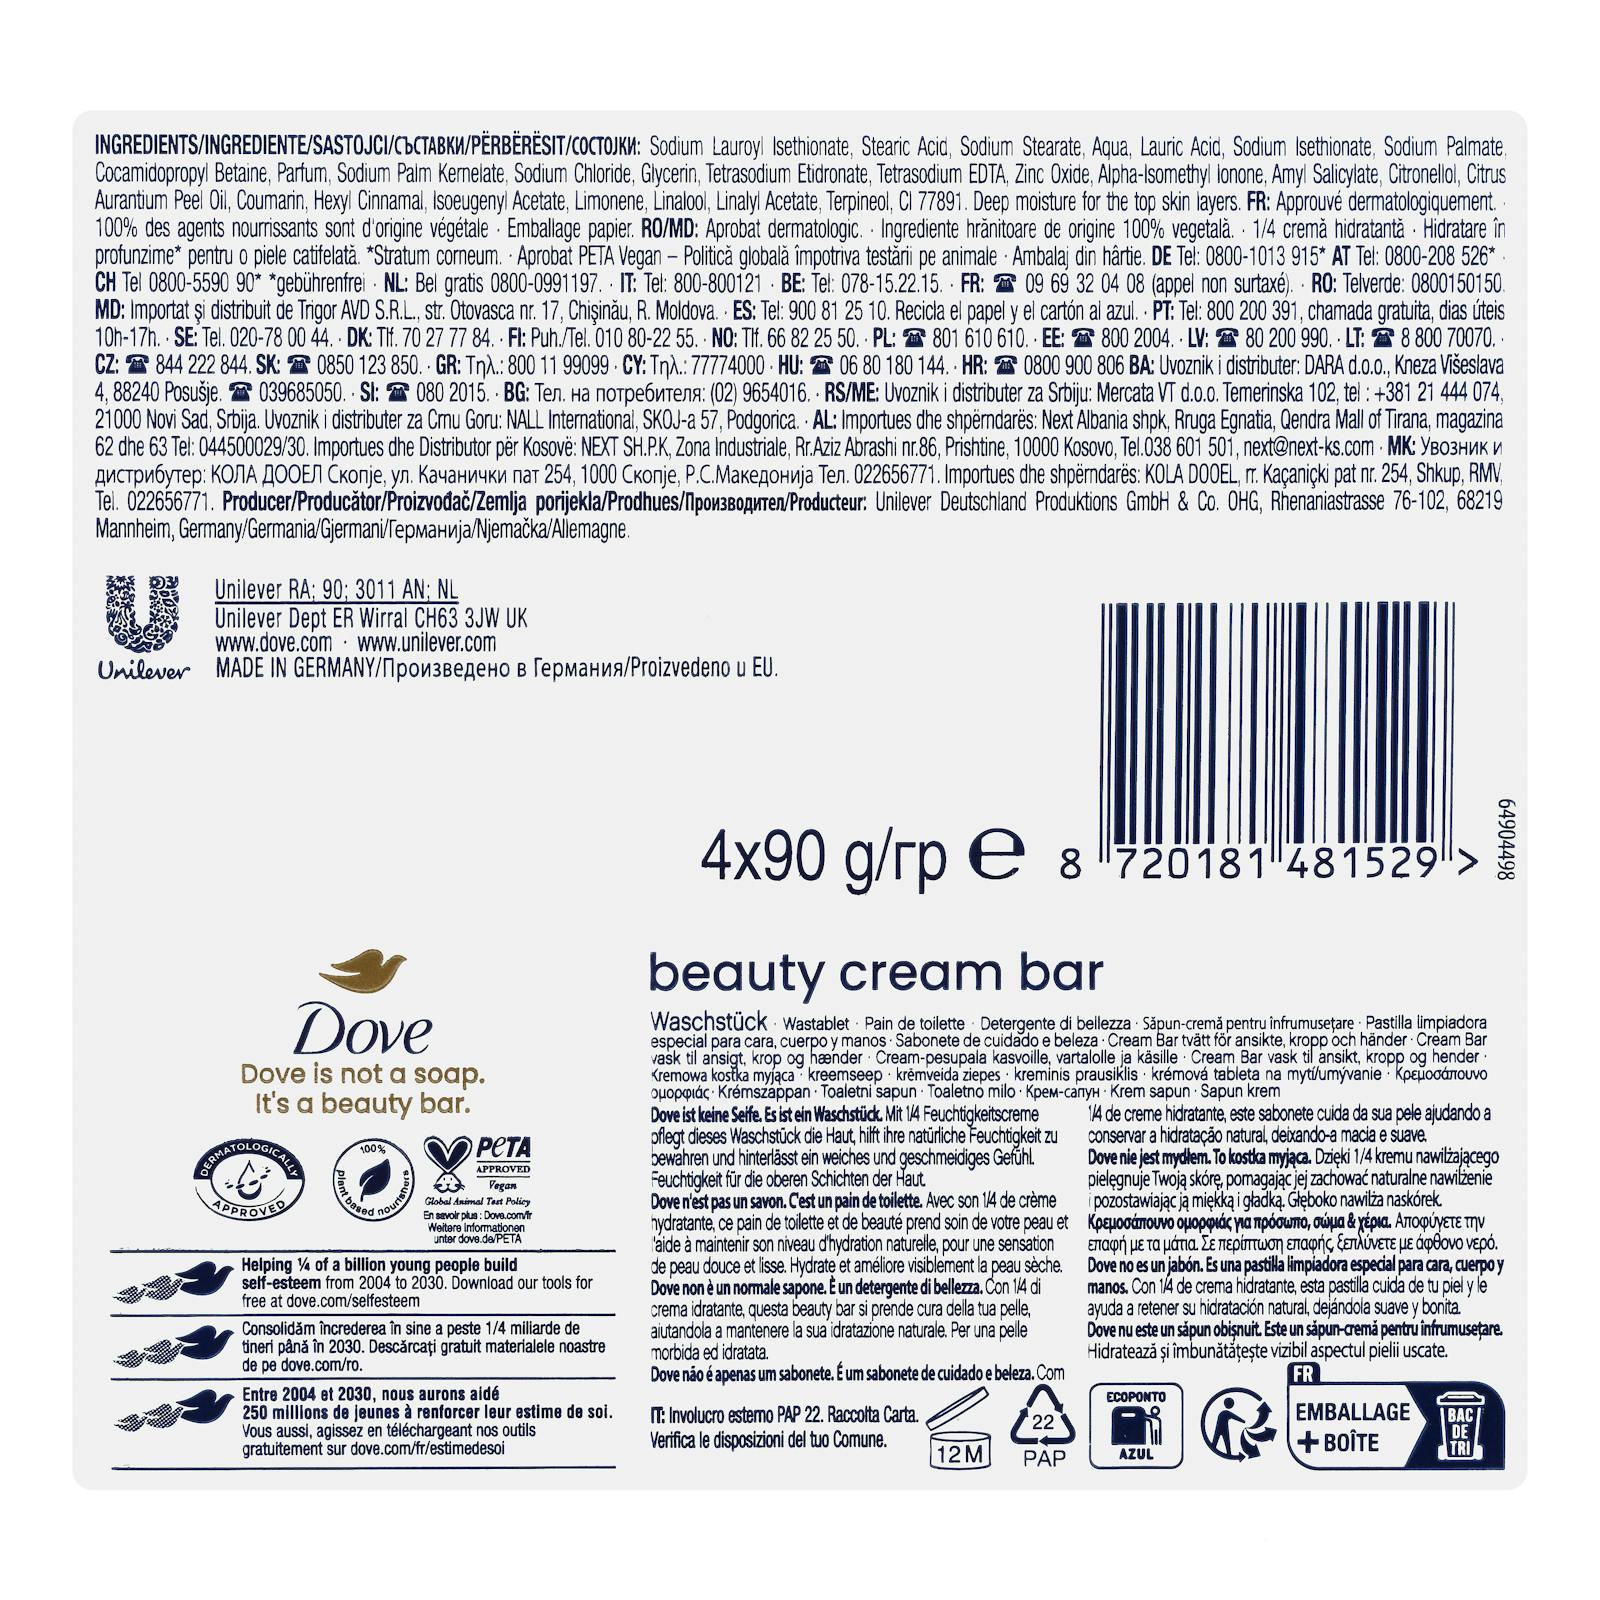 INGREDIENTS/INGREDIENTE/SASTOJCI/СЪСТАВКИ/PËRBËRËSIT/СОСТОЈКИ: Sodium Lauroyl Isethionate, Stearic Acid, Sodium Stearate, Aqua, Lauric Acid, Sodium Isethionate, Sodium Palmate,
Cocamidopropyl Betaine, Parfum, Sodium Palm Kernelate, Sodium Chloride, Glycerin, Tetrasodium Etidronate, Tetrasodium EDTA, Zinc Oxide, Alpha-Isomethyl Ionone, Amyl Salicylate, Citronellol, Citrus
Aurantium Peel Oil, Coumarin, Hexyl Cinnamal, Isoeugenyl Acetate, Limonene, Linalool, Linalyl Acetate, Terpineol, CI 77891. Deep moisture for the top skin layers. FR: Approuvé dermatologiquement. ·
100% des agents nourrissants sont d'origine végétale · Emballage papier. RO/MD: Aprobat dermatologic. · Ingrediente hrănitoare de origine 100% vegetală. · 1/4 cremă hidratantă · Hidratare în
profunzime* pentru o piele catifelată. *Stratum corneum. · Aprobat PETA Vegan – Politică globală împotriva testării pe animale · Ambalaj din hârtie. DE Tel: 0800-1013 915* AT Tel: 0800-208 526* ·
CH Tel 0800-5590 90* *gebührenfrei · NL: Bel gratis 0800-0991197. · IT: Tel: 800-800121 · BE: Tel: 078-15.22.15. · FR: ☎ 09 69 32 04 08 (appel non surtaxé). · RO: Telverde: 0800150150.
MD: Importat şi distribuit de Trigor AVD S.R.L., str. Otovasca nr. 17, Chişinău, R. Moldova. · ES: Tel: 900 81 25 10. Recicla el papel y el cartón al azul. · PT: Tel: 800 200 391, chamada gratuita, dias úteis
10h-17h. · SE: Tel. 020-78 00 44. · DK: Tlf. 70 27 77 84. · FI: Puh./Tel. 010 80-22 55. · NO: Tlf. 66 82 25 50. · PL: ☎ 801 610 610. · EE: ☎ 800 2004. · LV: ☎ 80 200 990. · LT: ☎ 8 800 70070. ·
CZ: ☎ 844 222 844. SK: ☎ 0850 123 850. · GR: Τηλ.: 800 11 99099 · CY: Τηλ.: 77774000 · HU: ☎ 06 80 180 144. · HR: ☎ 0800 900 806 BA: Uvoznik i distributer: DARA d.o.o., Kneza Višeslava
4, 88240 Posušje. ☎ 039685050. · SI: ☎ 080 2015. · BG: Тел. на потребителя: (02) 9654016. · RS/ME: Uvoznik i distributer za Srbiju: Mercata VT d.o.o. Temerinska 102, tel : +381 21 444 074,
21000 Novi Sad, Srbija. Uvoznik i distributer za Crnu Goru: NALL International, SKOJ-a 57, Podgorica. · AL: Importues dhe shpërndarës: Next Albania shpk, Rruga Egnatia, Qendra Mall of Tirana, magazina
62 dhe 63 Tel: 044500029/30. Importues dhe Distributor për Kosovë: NEXT SH.P.K, Zona Industriale, Rr.Aziz Abrashi nr.86, Prishtine, 10000 Kosovo, Tel.038 601 501, next@next-ks.com · MK: Увозник и
дистрибутер: КОЛА ДООЕЛ Скопје, ул. Качанички пат 254, 1000 Скопје, Р.С.Македонија Тел. 022656771. Importues dhe shpërndarës: KOLA DOOEL, rr. Kaçaniçki pat nr. 254, Shkup, RMV,
Tel. 022656771. Producer/Producător/Proizvođač/Zemlja porijekla/Prodhues/Производител/Producteur: Unilever Deutschland Produktions GmbH & Co. OHG, Rhenaniastrasse 76-102, 68219
Mannheim, Germany/Germania/Gjermani/Германија/Njemačka/Allemagne.
Unilever
Unilever RA; 90; 3011 AN; NL
Unilever Dept ER Wirral CH63 3JW UK
www.dove.com · www.unilever.com
MADE IN GERMANY/Произведено в Германия/Proizvedeno u EU.
4x90 g/гр ℮
8 720181 481529 >
64904498
Dove
Dove is not a soap.
It's a beauty bar.
DERMATOLOGICALLY APPROVED
100% plant based nourishers
PETA
APPROVED
Vegan
Global Animal Test Policy
En savoir plus : Dove.com/fr
Weitere Informationen
unter dove.de/PETA
Helping ¼ of a billion young people build
self-esteem from 2004 to 2030. Download our tools for
free at dove.com/selfesteem
Consolidăm încrederea în sine a peste 1/4 miliarde de
tineri până în 2030. Descărcați gratuit materialele noastre
de pe dove.com/ro.
Entre 2004 et 2030, nous aurons aidé
250 millions de jeunes à renforcer leur estime de soi.
Vous aussi, agissez en téléchargeant nos outils
gratuitement sur dove.com/fr/estimedesoi
beauty cream bar
Waschstück · Wastablet · Pain de toilette · Detergente di bellezza · Săpun-cremă pentru înfrumusețare · Pastilla limpiadora
especial para cara, cuerpo y manos · Sabonete de cuidado e beleza · Cream Bar tvätt för ansikte, kropp och händer · Cream Bar
vask til ansigt, krop og hænder · Cream-pesupala kasvoille, vartalolle ja käsille · Cream Bar vask til ansikt, kropp og hender ·
Kremowa kostka myjąca · kreemseep · krēmveida ziepes · kreminis prausiklis · krémová tableta na mytí/umývanie · Κρεμοσάπουνο
ομορφιάς · Krémszappan · Toaletni sapun · Toaletno milo · Крем-сапун · Krem sapun · Sapun krem
Dove ist keine Seife. Es ist ein Waschstück. Mit 1/4 Feuchtigkeitscreme
pflegt dieses Waschstück die Haut, hilft ihre natürliche Feuchtigkeit zu
bewahren und hinterlässt ein weiches und geschmeidiges Gefühl.
Feuchtigkeit für die oberen Schichten der Haut.
Dove n'est pas un savon. C'est un pain de toilette. Avec son 1/4 de crème
hydratante, ce pain de toilette et de beauté prend soin de votre peau et
l'aide à maintenir son niveau d'hydration naturelle, pour une sensation
de peau douce et lisse. Hydrate et améliore visiblement la peau sèche.
Dove non è un normale sapone. È un detergente di bellezza. Con 1/4 di
crema idratante, questa beauty bar si prende cura della tua pelle,
aiutandola a mantenere la sua idratazione naturale. Per una pelle
morbida ed idratata.
Dove não é apenas um sabonete. É um sabonete de cuidado e beleza. Com
1/4 de creme hidratante, este sabonete cuida da sua pele ajudando a
conservar a hidratação natural, deixando-a macia e suave.
Dove nie jest mydłem. To kostka myjąca. Dzięki 1/4 kremu nawilżającego
pielęgnuje Twoją skórę, pomagając jej zachować naturalne nawilżenie
i pozostawiając ją miękką i gładką. Głęboko nawilża naskórek.
Κρεμοσάπουνο ομορφιάς για πρόσωπο, σώμα & χέρια. Αποφύγετε την
επαφή με τα μάτια. Σε περίπτωση επαφής, ξεπλύνετε με άφθονο νερό.
Dove no es un jabón. Es una pastilla limpiadora especial para cara, cuerpo y
manos. Con 1/4 de crema hidratante, esta pastilla cuida de tu piel y le
ayuda a retener su hidratación natural, dejándola suave y bonita.
Dove nu este un săpun obișnuit. Este un săpun-cremă pentru înfrumusețare.
Hidratează și îmbunătățește vizibil aspectul pielii uscate.
IT: Involucro esterno PAP 22. Raccolta Carta.
Verifica le disposizioni del tuo Comune.
12M
22
PAP
ECOPONTO
AZUL
FR
EMBALLAGE
+ BOÎTE
BAC
DE
TRI